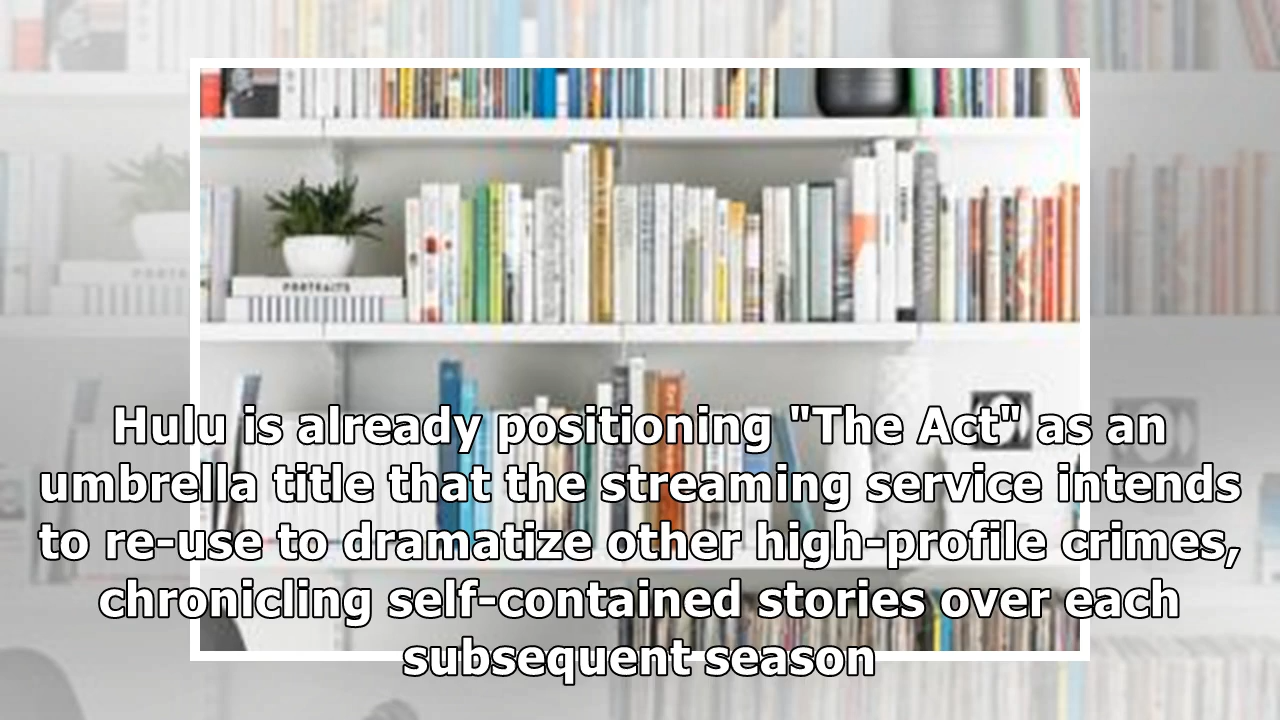 PORTRAITS
Hulu is already positioning "The Act" as an
umbrella title that the streaming service intends
to re-use to dramatize other high-profile crimes,
chronicling self-contained stories over each
subsequent season